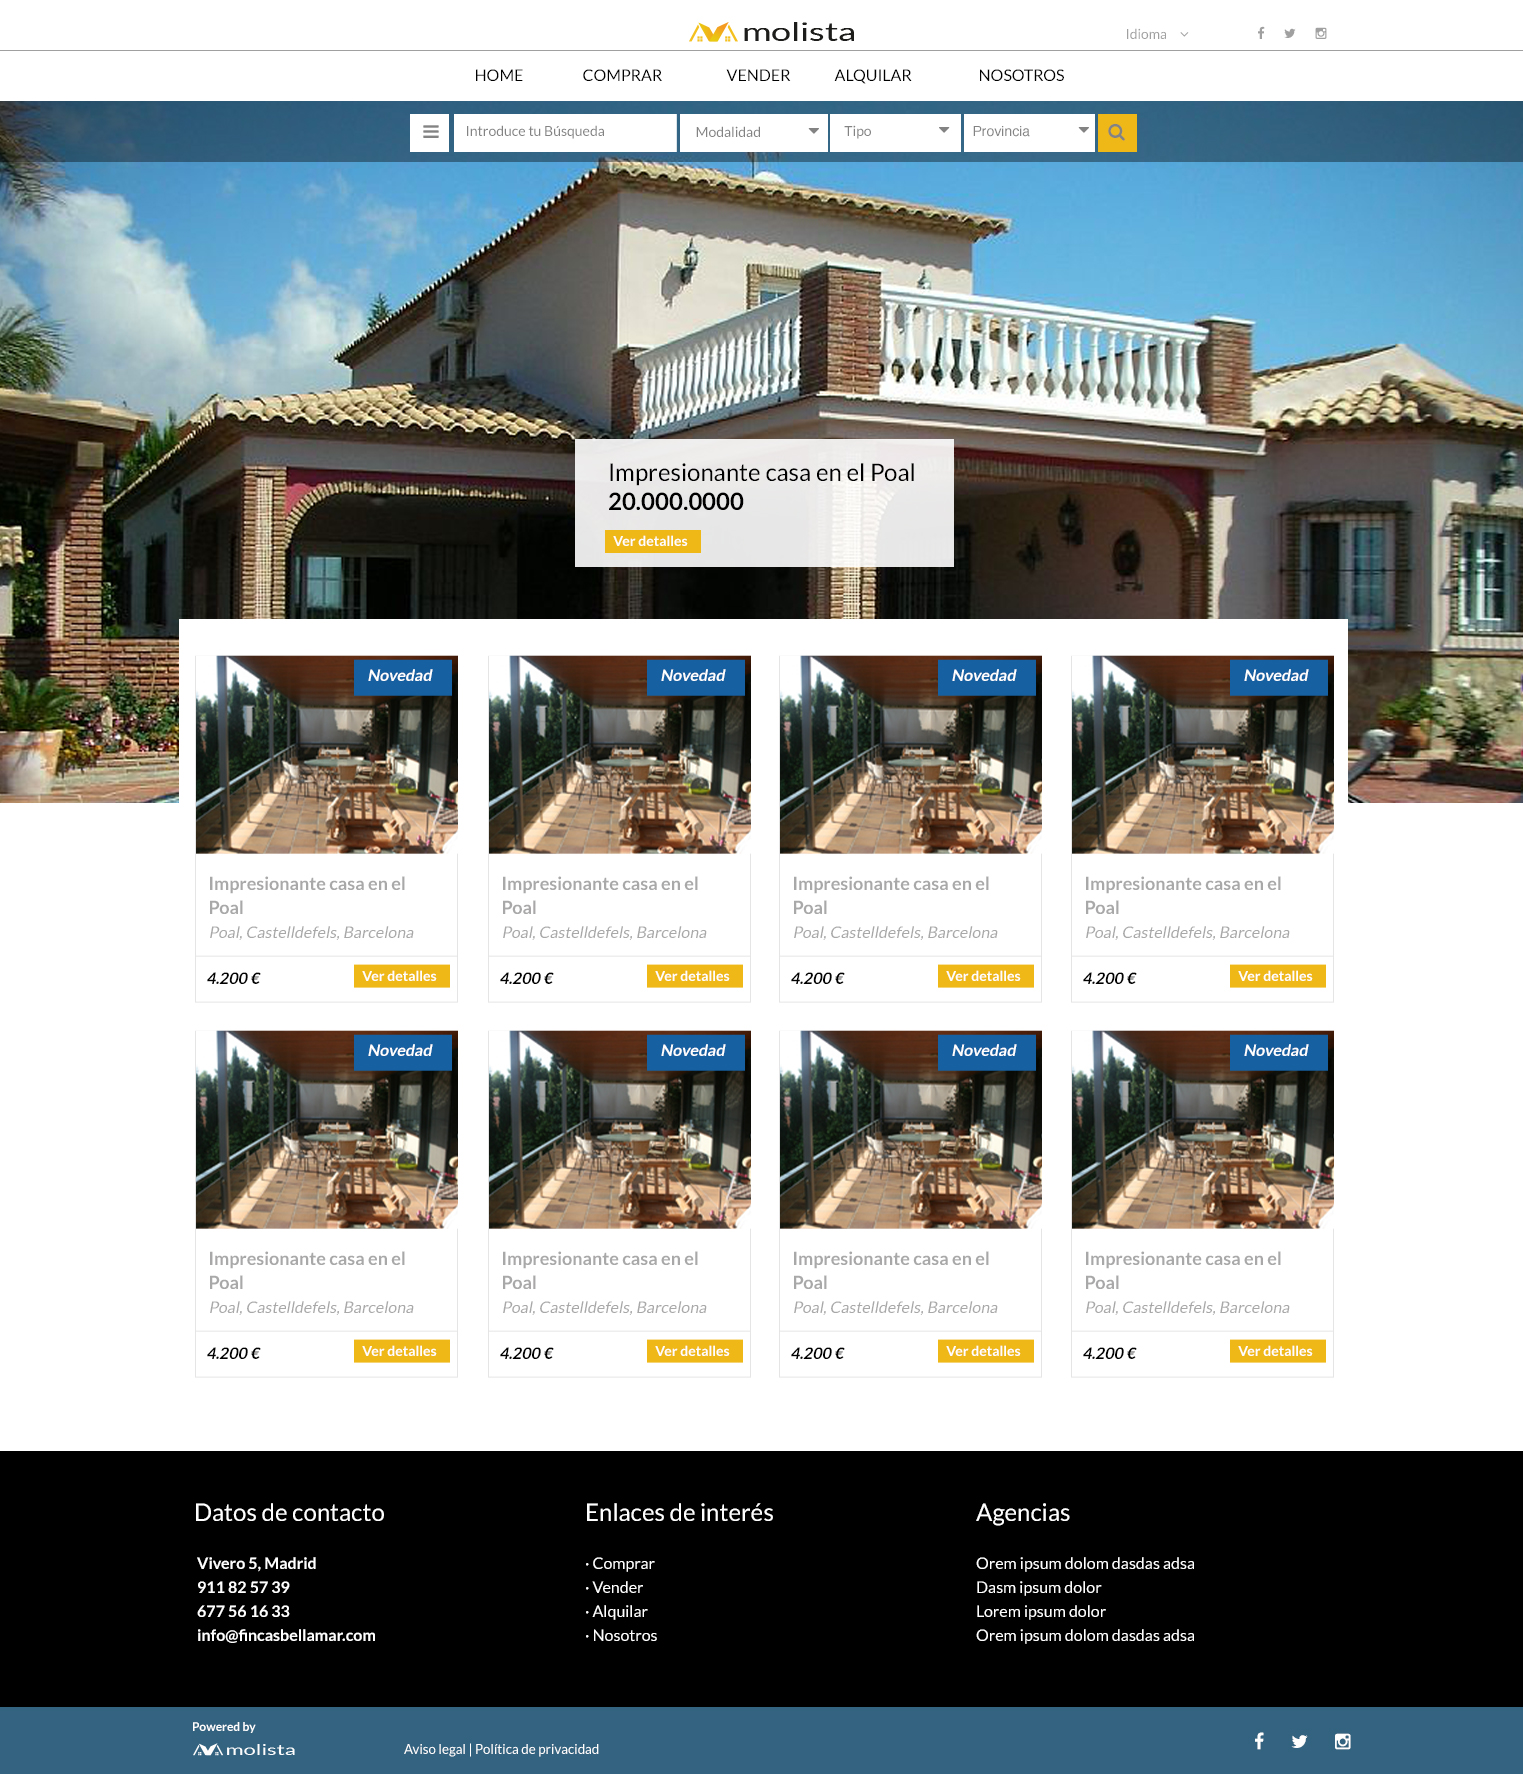 molista
Idioma
HOME COMPRAR VENDER ALQUILAR NOSOTROS
Introduce tu Búsqueda Modalidad Tipo Provincia
Impresionante casa en el Poal
20.000.0000
Ver detalles
Novedad Novedad Novedad Novedad
Impresionante casa en el Impresionante casa en el Impresionante casa en el Impresionante casa en el
Poal Poal Poal Poal
Poal, Castelldefels, Barcelona Poal, Castelldefels, Barcelona Poal, Castelldefels, Barcelona Poal, Castelldefels, Barcelona
4.200 € Ver detalles 4.200 € Ver detalles 4.200 € Ver detalles 4.200 € Ver detalles
Novedad Novedad Novedad Novedad
Impresionante casa en el Impresionante casa en el Impresionante casa en el Impresionante casa en el
Poal Poal Poal Poal
Poal, Castelldefels, Barcelona Poal, Castelldefels, Barcelona Poal, Castelldefels, Barcelona Poal, Castelldefels, Barcelona
4.200 € Ver detalles 4.200 € Ver detalles 4.200 € Ver detalles 4.200 € Ver detalles
Datos de contacto
Vivero 5, Madrid
911 82 57 39
677 56 16 33
info@fincasbellamar.com
Enlaces de interés
· Comprar
· Vender
· Alquilar
· Nosotros
Agencias
Orem ipsum dolom dasdas adsa
Dasm ipsum dolor
Lorem ipsum dolor
Orem ipsum dolom dasdas adsa
Powered by
molista
Aviso legal | Política de privacidad